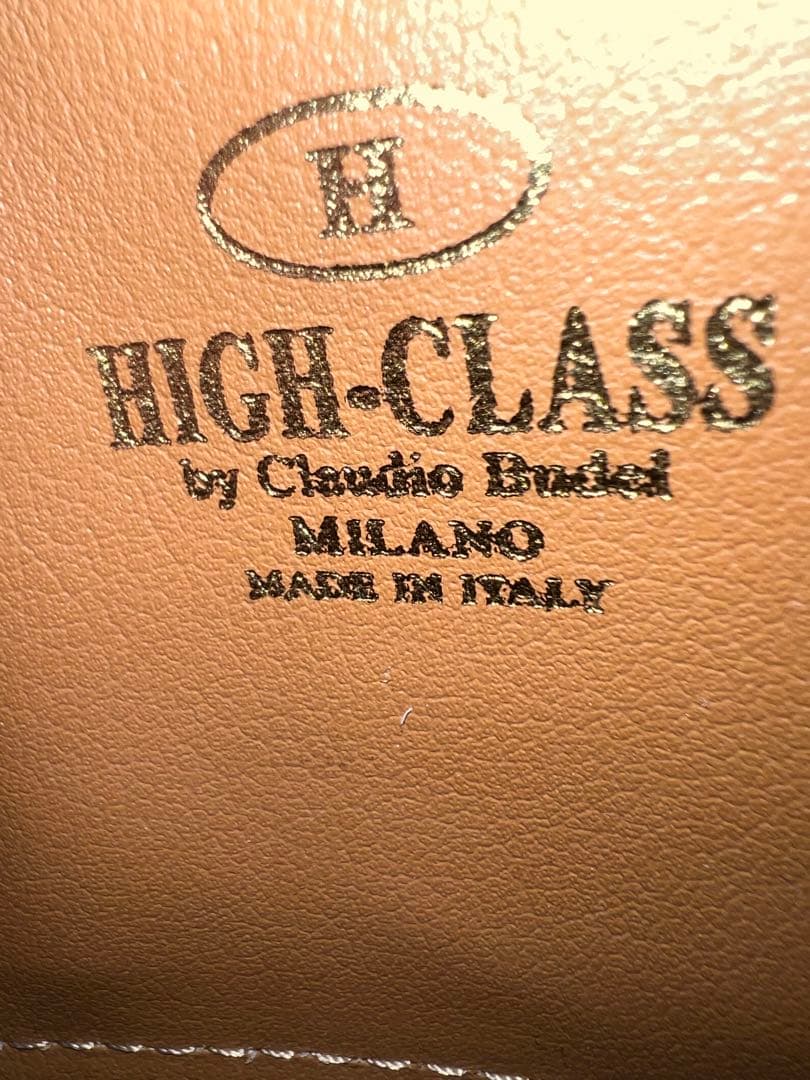 H
HIGH-CLASS
by Claudio Budel
MILANO
MADE IN ITALY